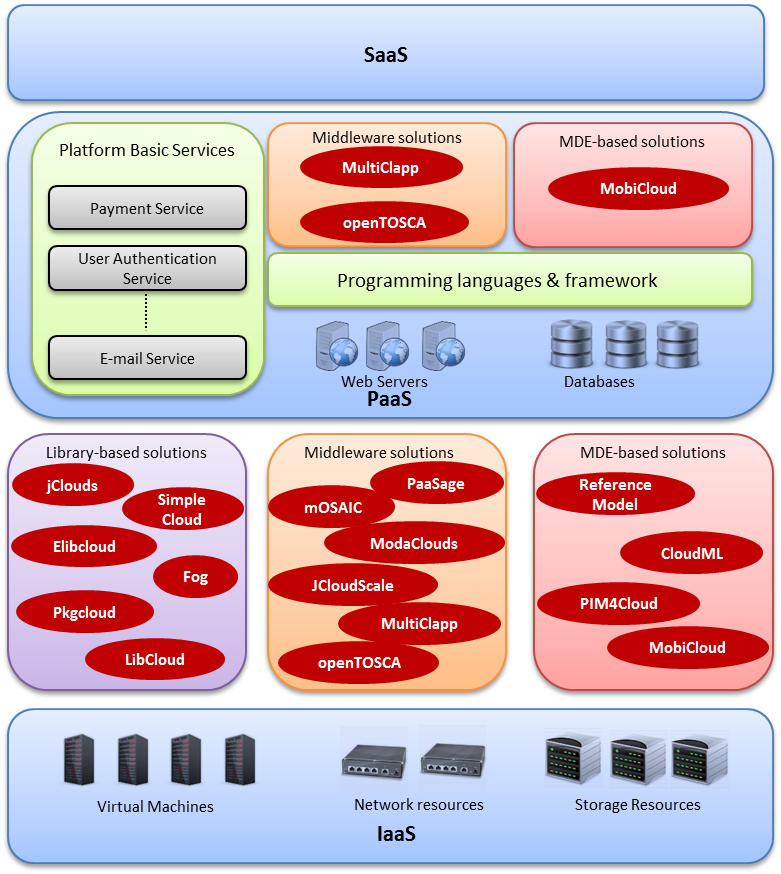 SaaS
Platform Basic Services
Payment Service
User Authentication
Service
E-mail Service
Middleware solutions
MultiClapp
openTOSCA
MDE-based solutions
MobiCloud
Programming languages & framework
Web Servers
Databases
PaaS
Library-based solutions
jClouds
Simple
Cloud
Elibcloud
Fog
Pkgcloud
LibCloud
Middleware solutions
PaaSage
mOSAIC
ModaClouds
JCloudScale
MultiClapp
openTOSCA
MDE-based solutions
Reference
Model
CloudML
PIM4Cloud
MobiCloud
Virtual Machines
Network resources
Storage Resources
IaaS